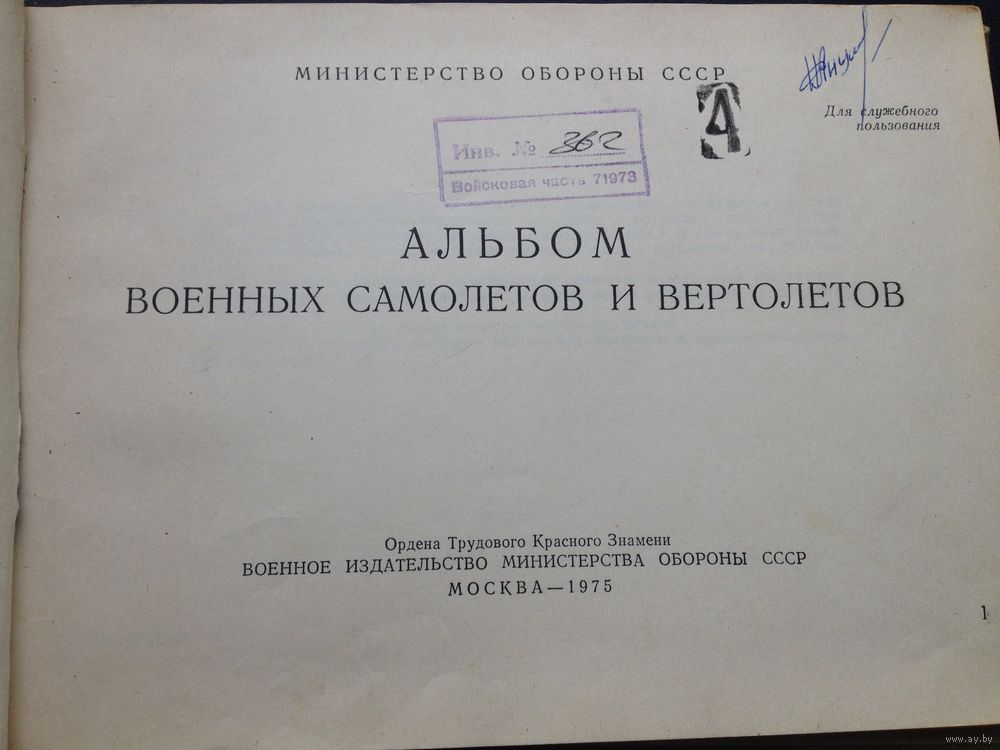 МИНИСТЕРСТВО ОБОРОНЫ СССР
Для служебного
пользования
4
Инв. № 362
Войсковая часть 71973
АЛЬБОМ
ВОЕННЫХ САМОЛЕТОВ И ВЕРТОЛЕТОВ
Ордена Трудового Красного Знамени
ВОЕННОЕ ИЗДАТЕЛЬСТВО МИНИСТЕРСТВА ОБОРОНЫ СССР
МОСКВА—1975
1
www.ay.by